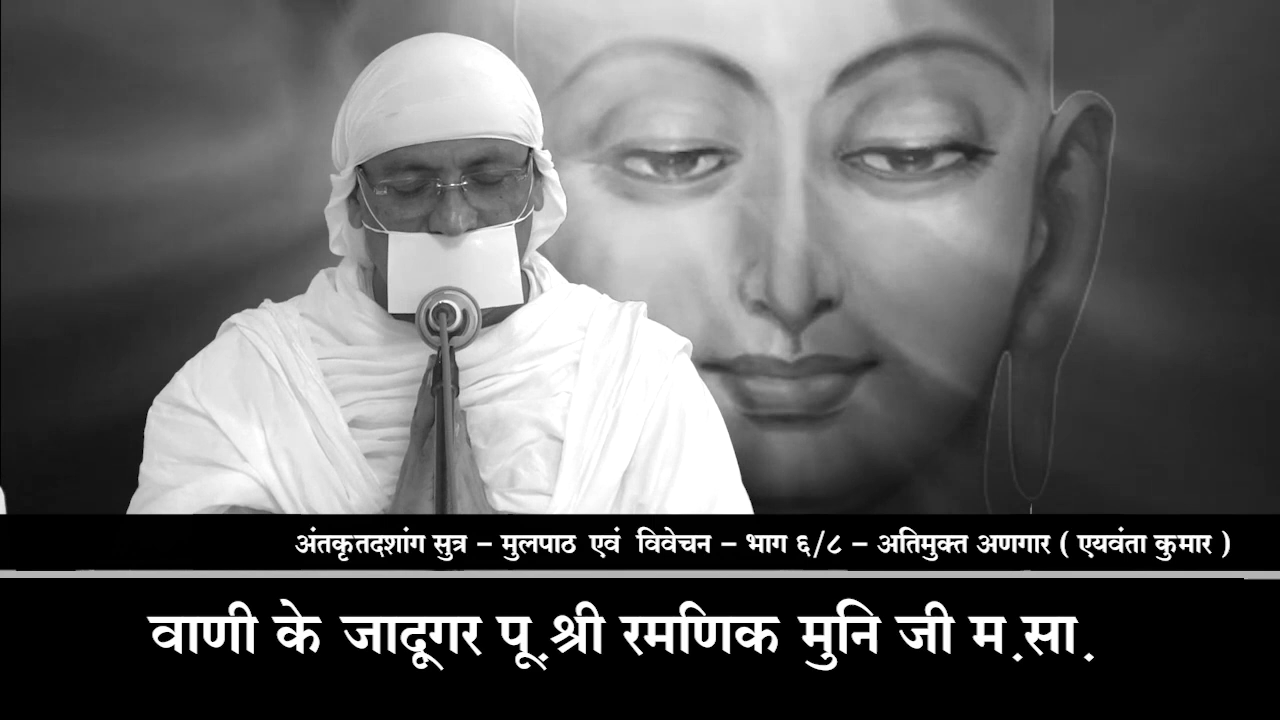 अंतकृतदशांग सुत्र – मुलपाठ एवं विवेचन – भाग ६/८ – अतिमुक्त अणगार ( एयवंता कुमार )
वाणी के जादूगर पू.श्री रमणिक मुनि जी म.सा.